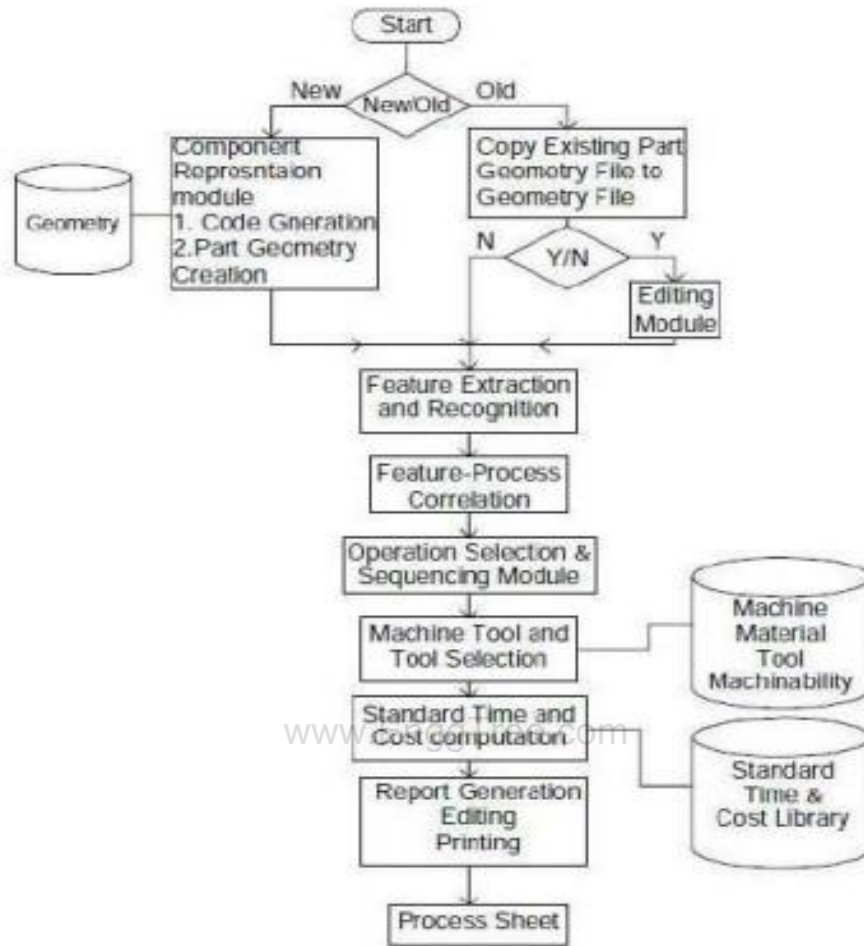 Start
New
New/Old
Old
Component
Represntaion
module
1. Code Gneration
2.Part Geometry
Creation
Geometry
Copy Existing Part
Geometry File to
Geometry File
N
Y/N
Y
Editing
Module
Feature Extraction
and Recognition
Feature-Process
Correlation
Operation Selection &
Sequencing Module
Machine Tool and
Tool Selection
Machine
Material
Tool
Machinability
Standard Time and
Cost computation
Standard
Time &
Cost Library
Report Generation
Editing
Printing
Process Sheet